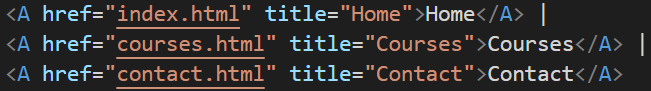 <A href="index.html" title="Home">Home</A> |
<A href="courses.html" title="Courses">Courses</A> |
<A href="contact.html" title="Contact">Contact</A>